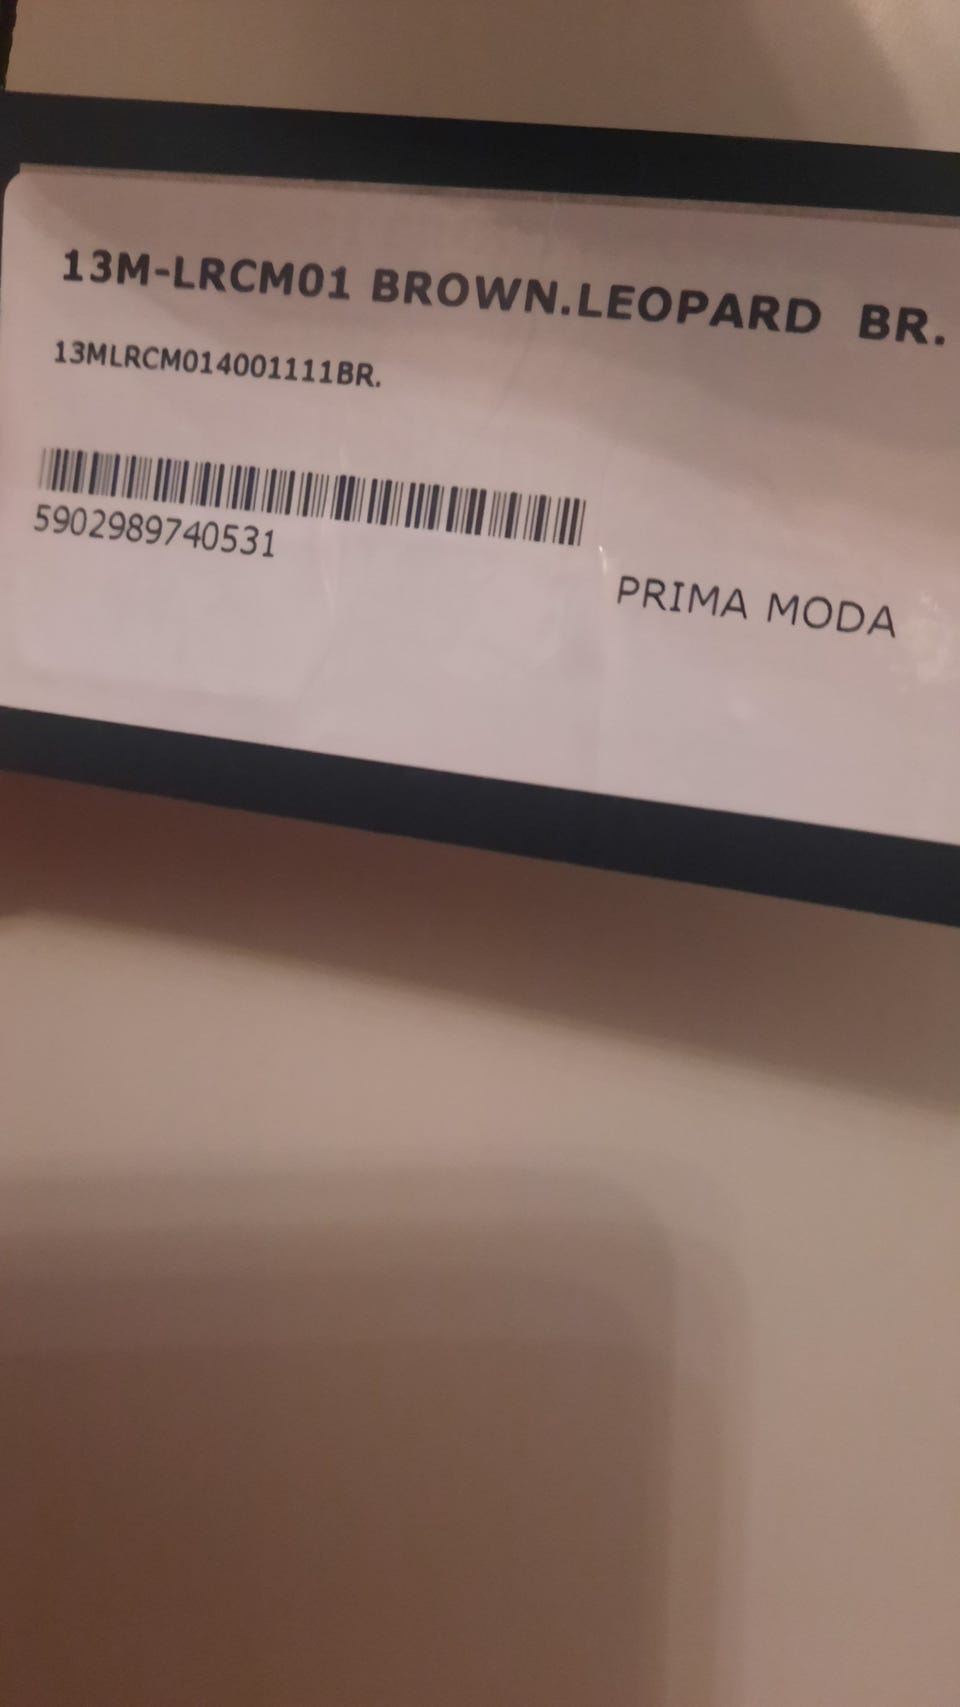 13M-LRCM01 BROWN.LEOPARD BR.
13MLRCM014001111BR.
5902989740531
PRIMA MODA